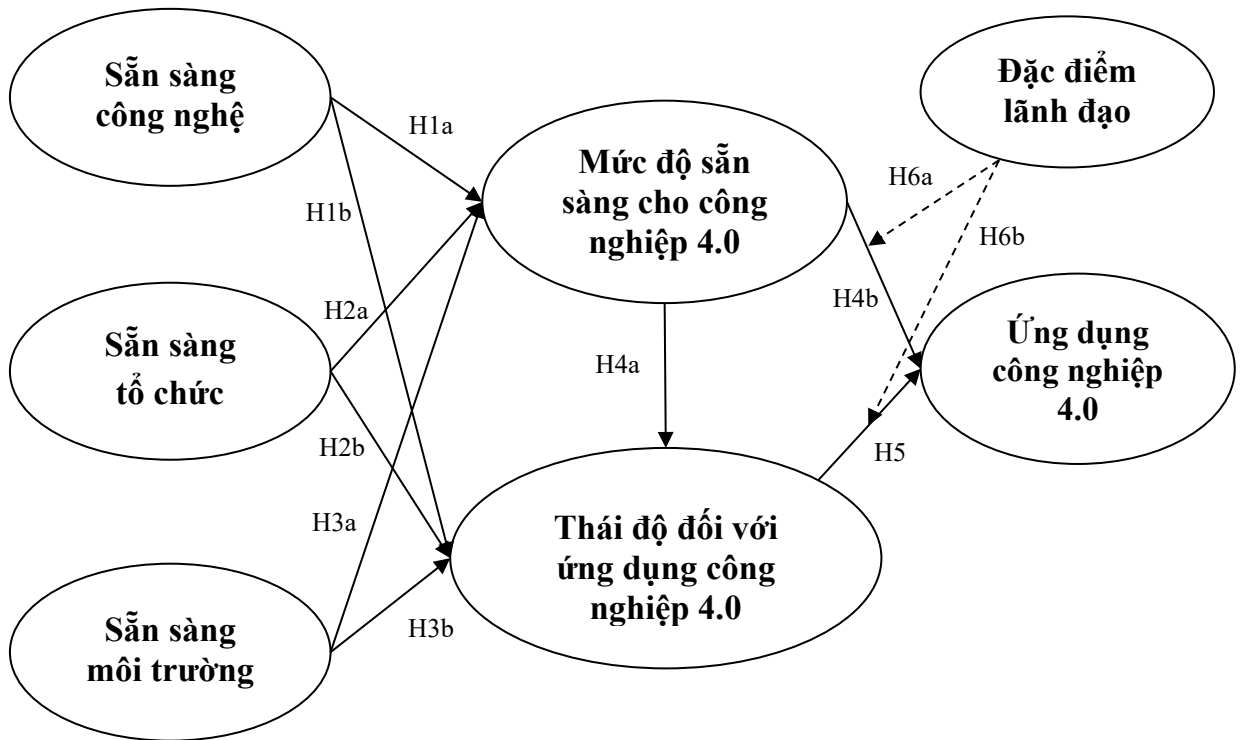 Sẵn sàng
công nghệ
Đặc điểm
lãnh đạo
H1a
Mức độ sẵn
sàng cho công
nghiệp 4.0
H6a
H1b
H6b
H2a
H4b
Sẵn sàng
tổ chức
Ứng dụng
công nghiệp
4.0
H4a
H2b
H5
H3a
Thái độ đối với
ứng dụng công
nghiệp 4.0
H3b
Sẵn sàng
môi trường